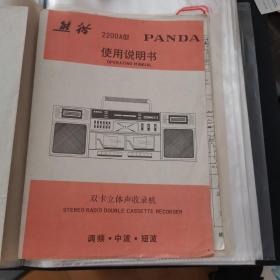 熊猫 2200A型 PANDA
使用说明书
OPERATING MANUAL
双卡立体声收录机
STEREO RADIO DOUBLE CASSETTE RECORDER
调频·中波·短波